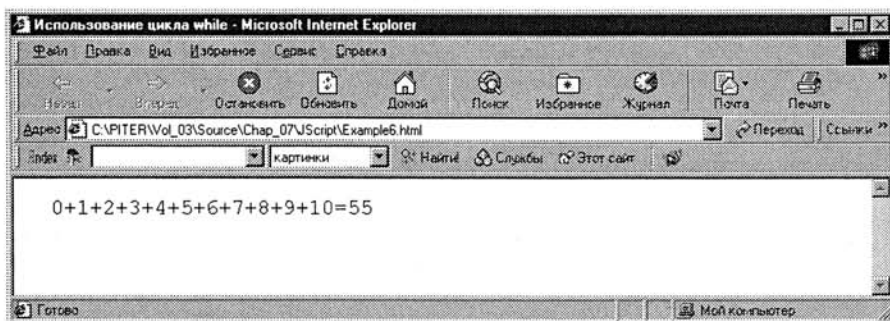 Использование цикла while - Microsoft Internet Explorer
Файл Правка Вид Избранное Сервис Справка
Назад Вперед Остановить Обновить Домой Поиск Избранное Журнал Почта Печать »
Адрес C:\PITER\Vol_03\Source\Chap_07\JScript\Example6.html Переход Ссылки »
картинки Найти! Службы Этот сайт
0+1+2+3+4+5+6+7+8+9+10=55
Готово Мой компьютер